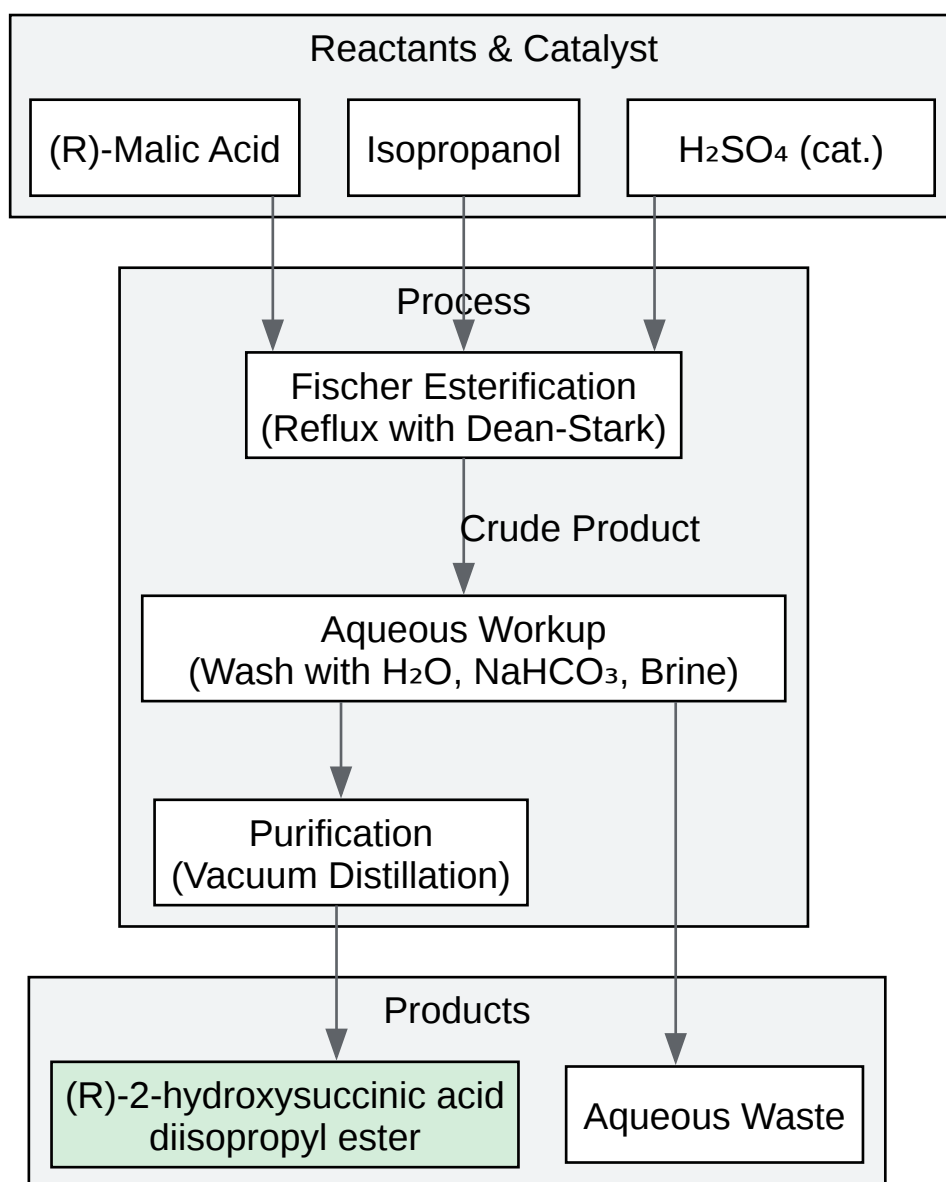 Reactants & Catalyst
(R)-Malic Acid
Isopropanol
H₂SO₄ (cat.)
Process
Fischer Esterification
(Reflux with Dean-Stark)
Crude Product
Aqueous Workup
(Wash with H₂O, NaHCO₃, Brine)
Purification
(Vacuum Distillation)
Products
(R)-2-hydroxysuccinic acid
diisopropyl ester
Aqueous Waste